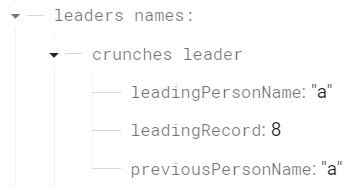 leaders names:
crunches leader
leadingPersonName: "a"
leadingRecord: 8
previousPersonName: "a"